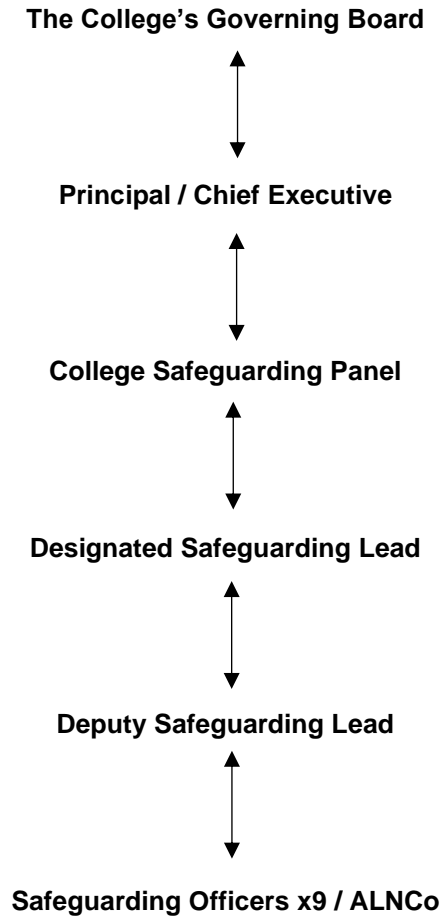 The College’s Governing Board
Principal / Chief Executive
College Safeguarding Panel
Designated Safeguarding Lead
Deputy Safeguarding Lead
Safeguarding Officers x9 / ALNCo